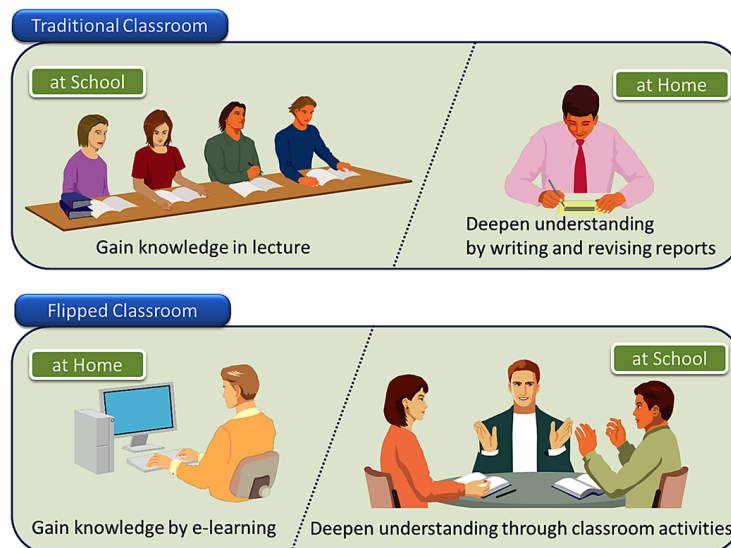 Traditional Classroom
at School
at Home
Gain knowledge in lecture
Deepen understanding
by writing and revising reports
Flipped Classroom
at Home
at School
Gain knowledge by e-learning
Deepen understanding through classroom activities